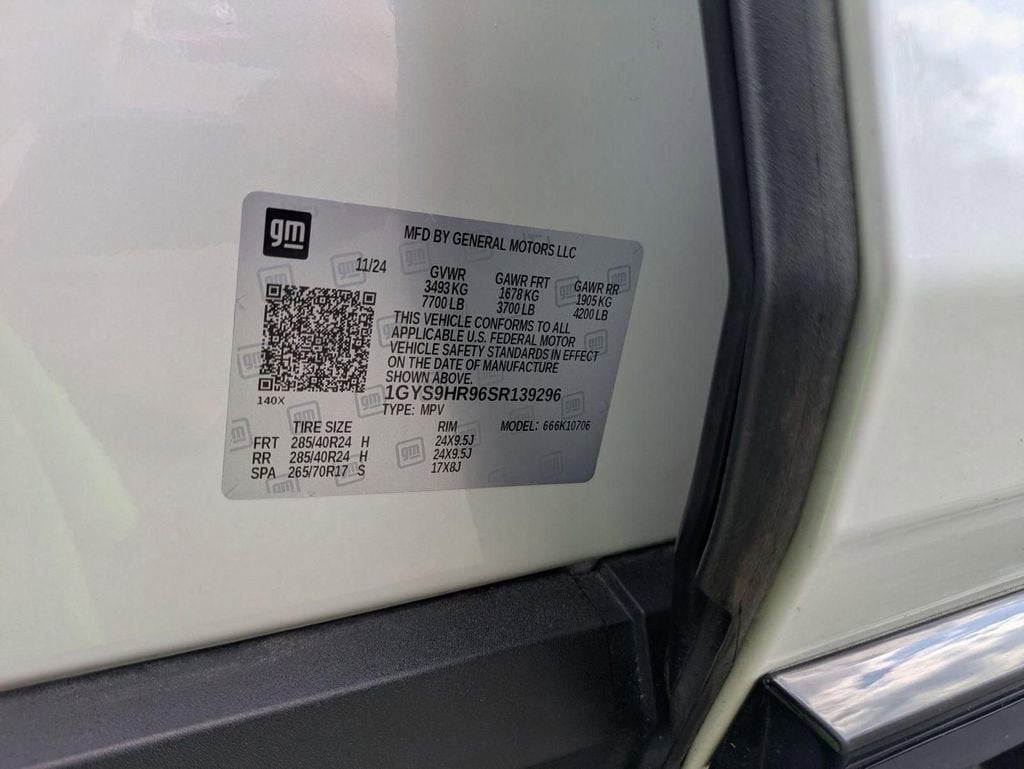 gm
MFD BY GENERAL MOTORS LLC
11/24
GVWR GAWR FRT GAWR RR
3493 KG 1678 KG 1905 KG
7700 LB 3700 LB 4200 LB
THIS VEHICLE CONFORMS TO ALL
APPLICABLE U.S. FEDERAL MOTOR
VEHICLE SAFETY STANDARDS IN EFFECT
ON THE DATE OF MANUFACTURE
SHOWN ABOVE.
140X
1GYS9HR96SR139296
TYPE: MPV
TIRE SIZE RIM MODEL: 666K10706
FRT 285/40R24 H 24X9.5J
RR 285/40R24 H 24X9.5J
SPA 265/70R17 S 17X8J